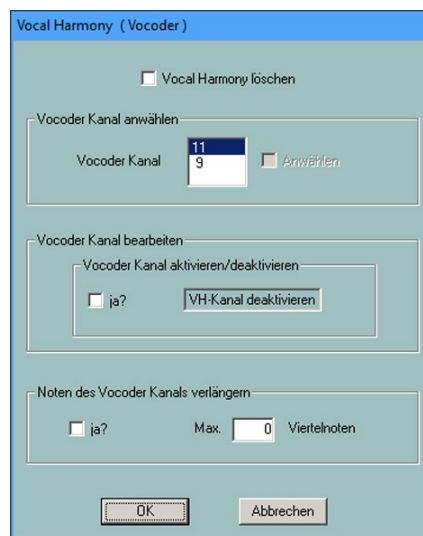 Vocal Harmony ( Vocoder )
Vocal Harmony löschen
Vocoder Kanal anwählen
Vocoder Kanal
11
9
Anwählen
Vocoder Kanal bearbeiten
Vocoder Kanal aktivieren/deaktivieren
ja?
VH-Kanal deaktivieren
Noten des Vocoder Kanals verlängern
ja?
Max. 0 Viertelnoten
OK
Abbrechen